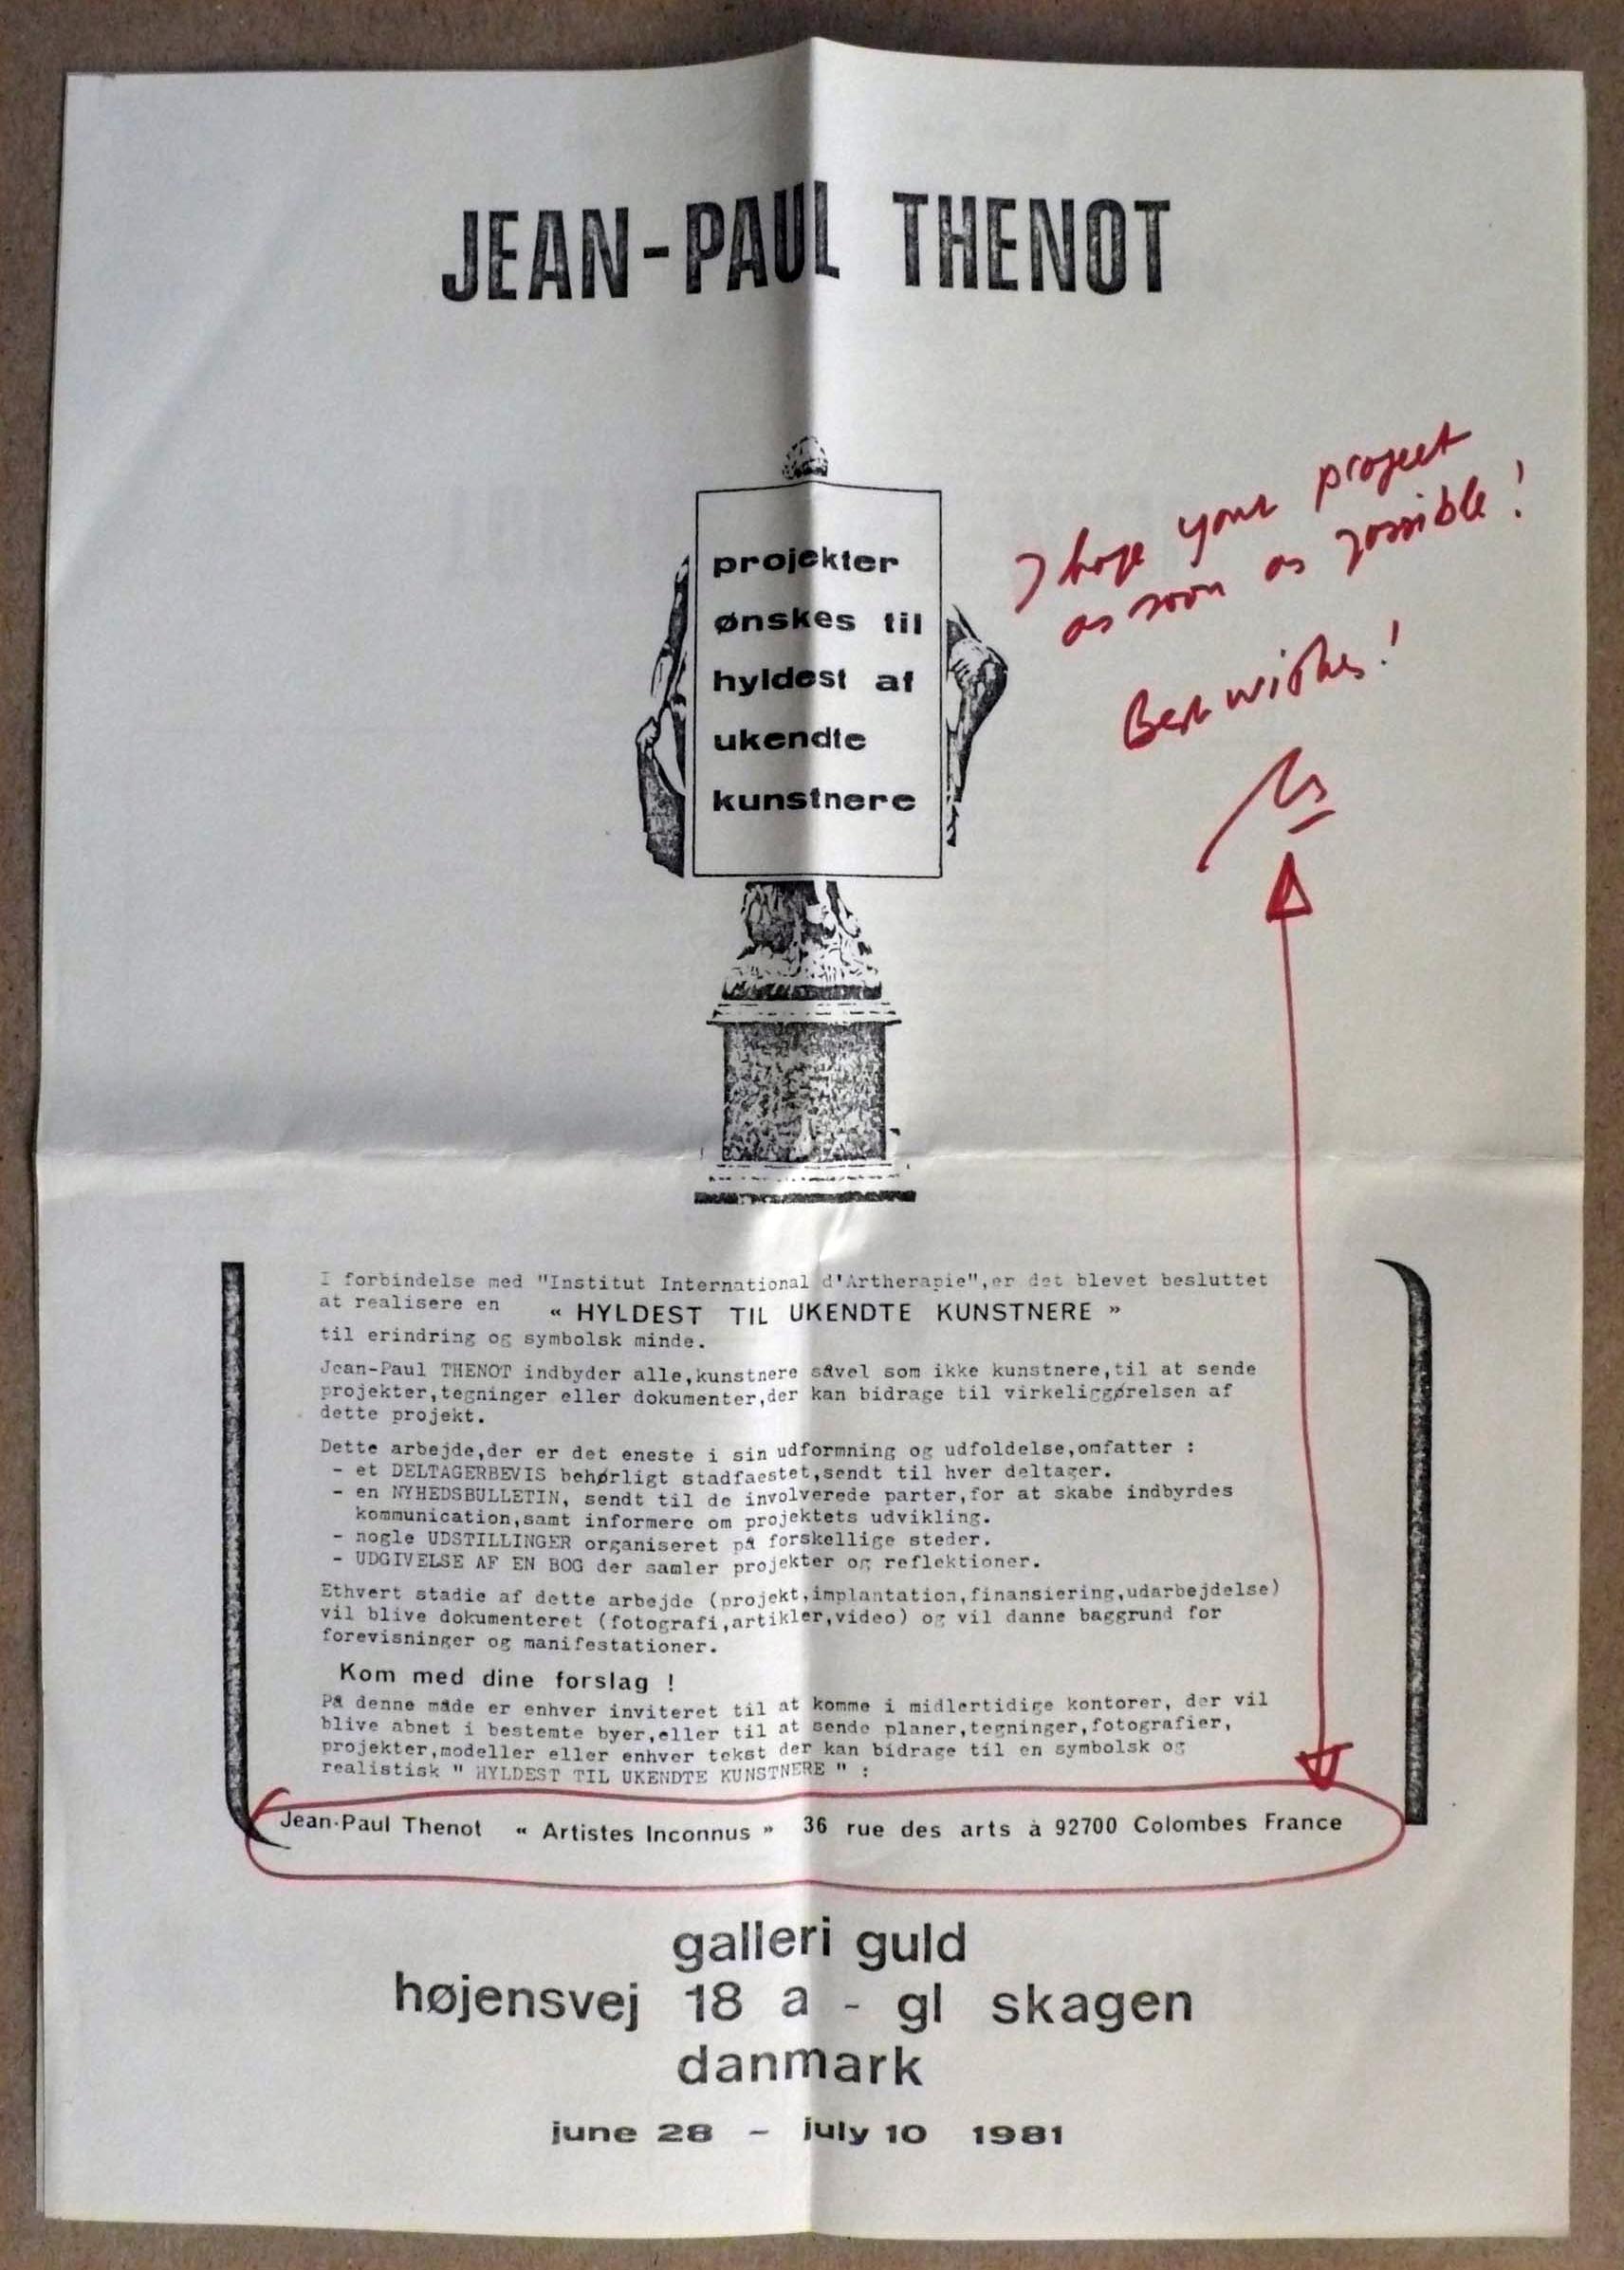 JEAN-PAUL THENOT
projekter
ønskes til
hyldest af
ukendte
kunstnere
I hope your project
as soon as possible!
Best wishes!
I forbindelse med "Institut International d'Artherapie",er det blevet besluttet
at realisere en « HYLDEST TIL UKENDTE KUNSTNERE »
til erindring og symbolsk minde.
Jean-Paul THENOT indbyder alle,kunstnere såvel som ikke kunstnere,til at sende
projekter,tegninger eller dokumenter,der kan bidrage til virkeliggørelsen af
dette projekt.
Dette arbejde,der er det eneste i sin udformning og udfoldelse,omfatter :
- et DELTAGERBEVIS behørligt stadfaestet,sendt til hver deltager.
- en NYHEDSBULLETIN, sendt til de involverede parter,for at skabe indbyrdes
kommunication,samt informere om projektets udvikling.
- nogle UDSTILLINGER organiseret på forskellige steder.
- UDGIVELSE AF EN BOG der samler projekter og reflektioner.
Ethvert stadie af dette arbejde (projekt,implantation,finansiering,udarbejdelse)
vil blive dokumenteret (fotografi,artikler,video) og vil danne baggrund for
forevisninger og manifestationer.
Kom med dine forslag !
På denne måde er enhver inviteret til at komme i midlertidige kontorer, der vil
blive abnet i bestemte byer,eller til at sende planer,tegninger,fotografier,
projekter,modeller eller enhver tekst der kan bidrage til en symbolsk og
realistisk " HYLDEST TIL UKENDTE KUNSTNERE " :
Jean-Paul Thenot « Artistes Inconnus » 36 rue des arts à 92700 Colombes France
galleri guld
højensvej 18 a - gl skagen
danmark
june 28 - july 10 1981